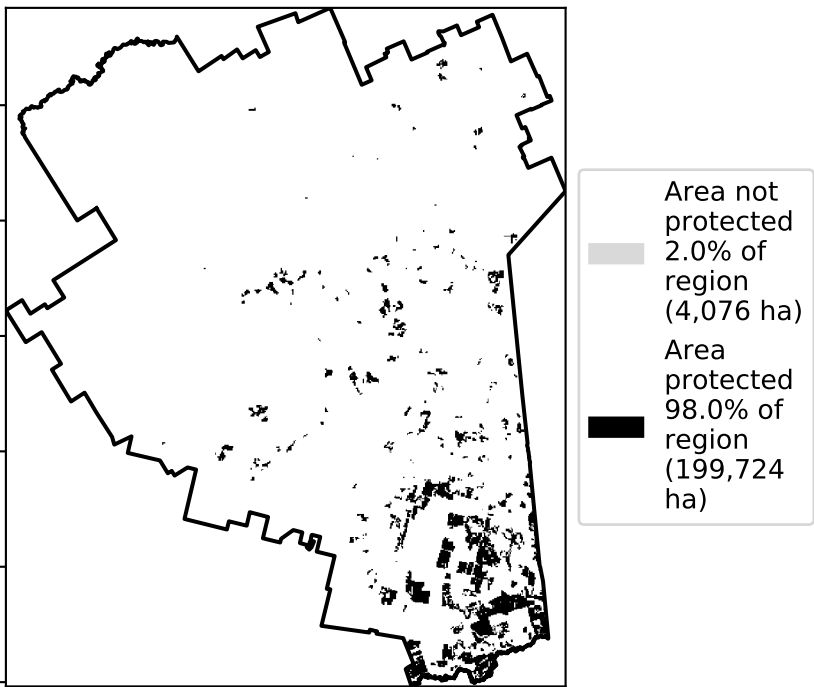 Area not
protected
2.0% of
region
(4,076 ha)
Area
protected
98.0% of
region
(199,724
ha)